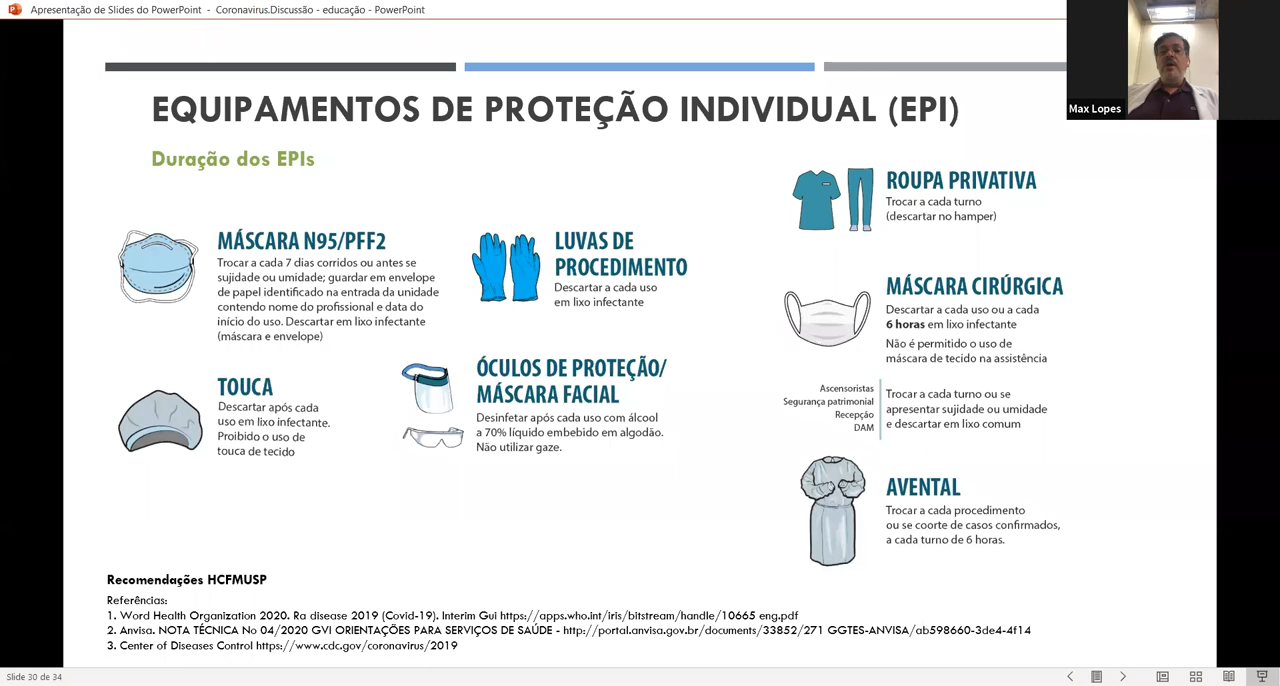 Apresentação de Slides do PowerPoint - Coronavirus.Discussão - educação - PowerPoint
Max Lopes
EQUIPAMENTOS DE PROTEÇÃO INDIVIDUAL (EPI)
Duração dos EPIs
MÁSCARA N95/PFF2
Trocar a cada 7 dias corridos ou antes se
sujidade ou umidade; guardar em envelope
de papel identificado na entrada da unidade
contendo nome do profissional e data do
início do uso. Descartar em lixo infectante
(máscara e envelope)
TOUCA
Descartar após cada
uso em lixo infectante.
Proibido o uso de
touca de tecido
LUVAS DE
PROCEDIMENTO
Descartar a cada uso
em lixo infectante
ÓCULOS DE PROTEÇÃO/
MÁSCARA FACIAL
Desinfetar após cada uso com álcool
a 70% líquido embebido em algodão.
Não utilizar gaze.
ROUPA PRIVATIVA
Trocar a cada turno
(descartar no hamper)
MÁSCARA CIRÚRGICA
Descartar a cada uso ou a cada
6 horas em lixo infectante
Não é permitido o uso de
máscara de tecido na assistência
Ascensoristas
Segurança patrimonial
Recepção
DAM
Trocar a cada turno ou se
apresentar sujidade ou umidade
e descartar em lixo comum
AVENTAL
Trocar a cada procedimento
ou se coorte de casos confirmados,
a cada turno de 6 horas.
Recomendações HCFMUSP
Referências:
1. Word Health Organization 2020. Ra disease 2019 (Covid-19). Interim Gui https://apps.who.int/iris/bitstream/handle/10665 eng.pdf
2. Anvisa. NOTA TÉCNICA No 04/2020 GVI ORIENTAÇÕES PARA SERVIÇOS DE SAÚDE - http://portal.anvisa.gov.br/documents/33852/271 GGTES-ANVISA/ab598660-3de4-4f14
3. Center of Diseases Control https://www.cdc.gov/coronavirus/2019
Slide 30 de 34